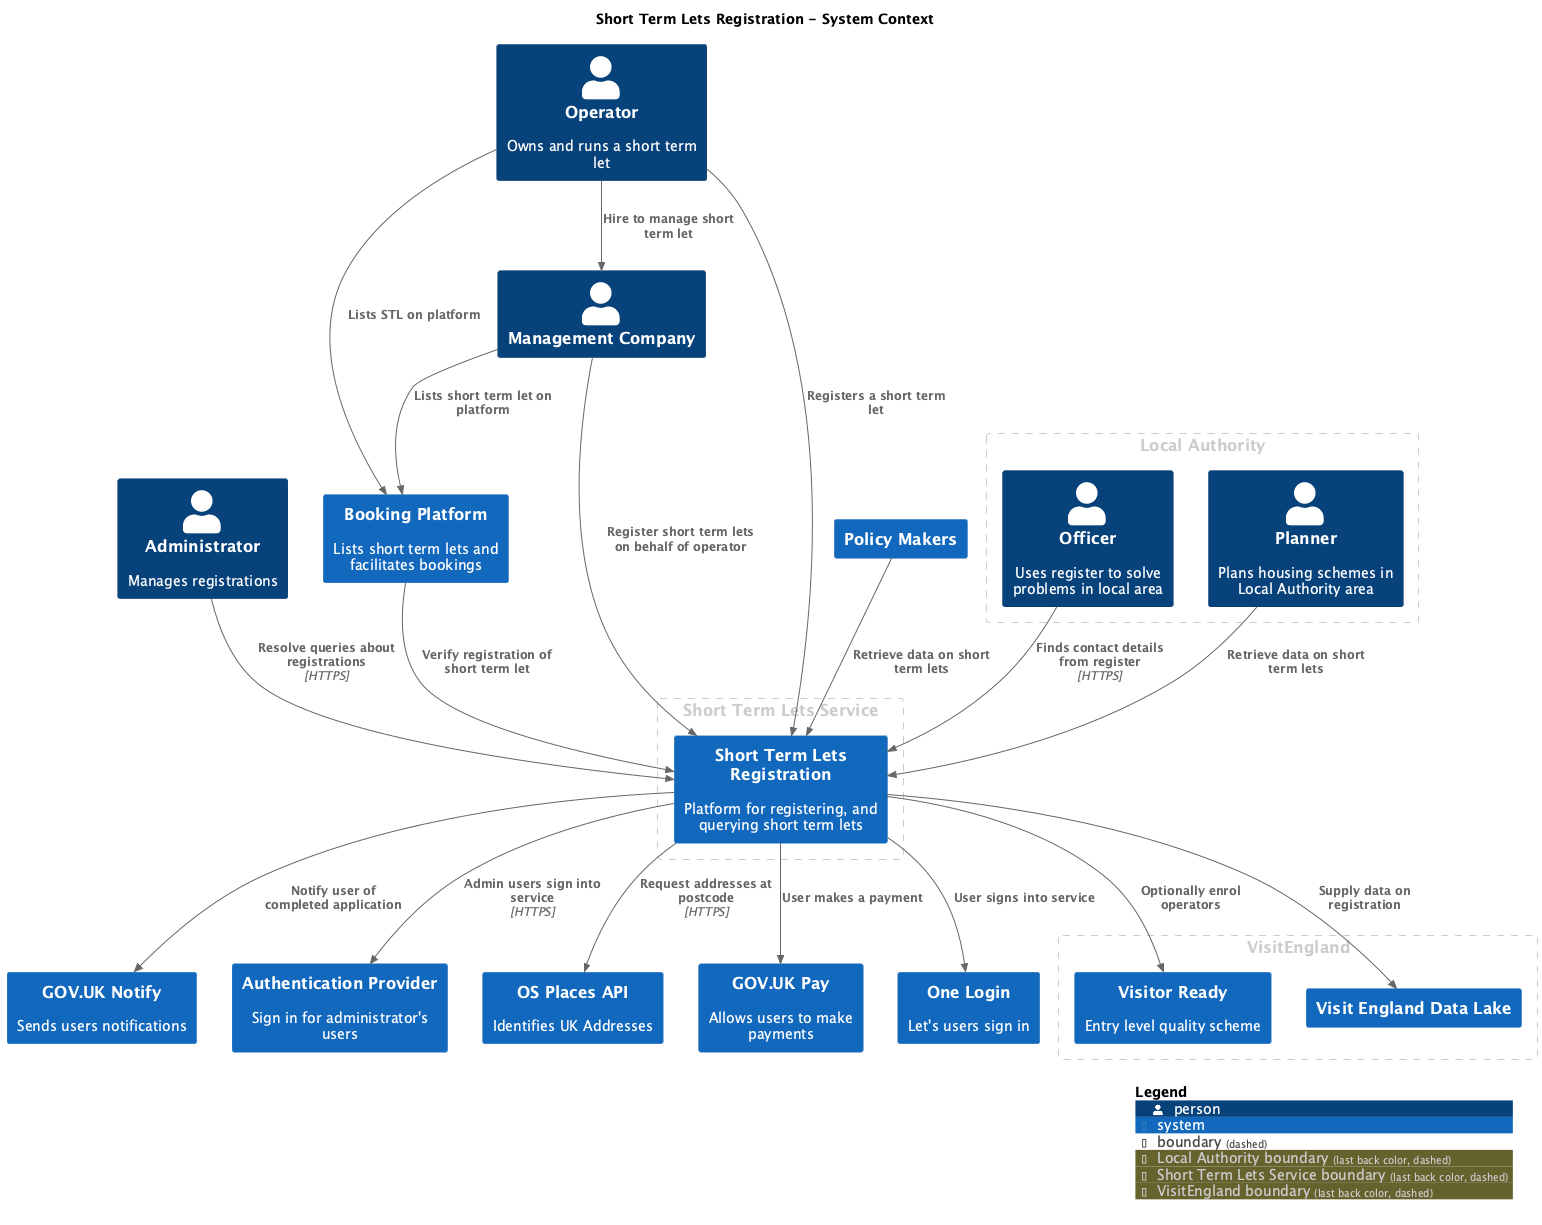 Short Term Lets Registration – System Context
Operator
Owns and runs a short term
let
Hire to manage short
term let
Lists STL on platform
Management Company
Lists short term let on
platform
Registers a short term
let
Local Authority
Administrator
Manages registrations
Booking Platform
Lists short term lets and
facilitates bookings
Register short term lets
on behalf of operator
Policy Makers
Officer
Uses register to solve
problems in local area
Planner
Plans housing schemes in
Local Authority area
Resolve queries about
registrations
[HTTPS]
Verify registration of
short term let
Retrieve data on short
term lets
Finds contact details
from register
[HTTPS]
Retrieve data on short
term lets
Short Term Lets Service
Short Term Lets
Registration
Platform for registering, and
querying short term lets
Notify user of
completed application
Admin users sign into
service
[HTTPS]
Request addresses at
postcode
[HTTPS]
User makes a payment
User signs into service
Optionally enrol
operators
Supply data on
registration
VisitEngland
GOV.UK Notify
Sends users notifications
Authentication Provider
Sign in for administrator's
users
OS Places API
Identifies UK Addresses
GOV.UK Pay
Allows users to make
payments
One Login
Let's users sign in
Visitor Ready
Entry level quality scheme
Visit England Data Lake
Legend
person
system
boundary (dashed)
Local Authority boundary (last back color, dashed)
Short Term Lets Service boundary (last back color, dashed)
VisitEngland boundary (last back color, dashed)